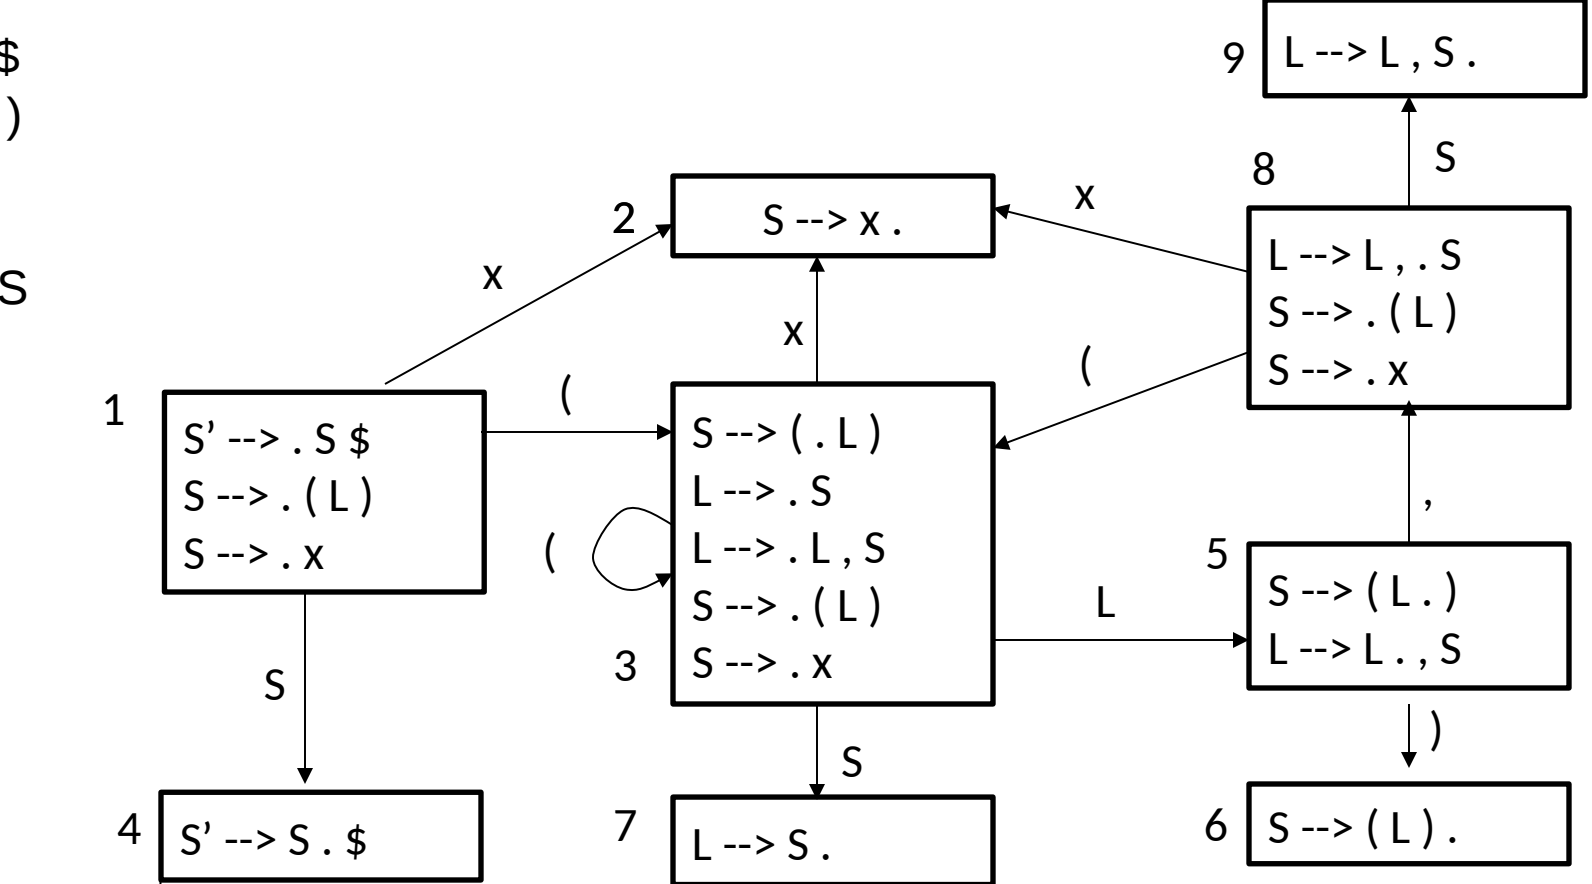 $
)
S
9
L --> L , S .
S
8
2
S --> x .
x
x
L --> L , . S
S --> . ( L )
S --> . x
x
(
(
1
S’ --> . S $
S --> . ( L )
S --> . x
S --> ( . L )
L --> . S
L --> . L , S
S --> . ( L )
S --> . x
(
3
,
5
S --> ( L . )
L --> L . , S
L
S
S
)
4
S’ --> S . $
7
L --> S .
6
S --> ( L ) .